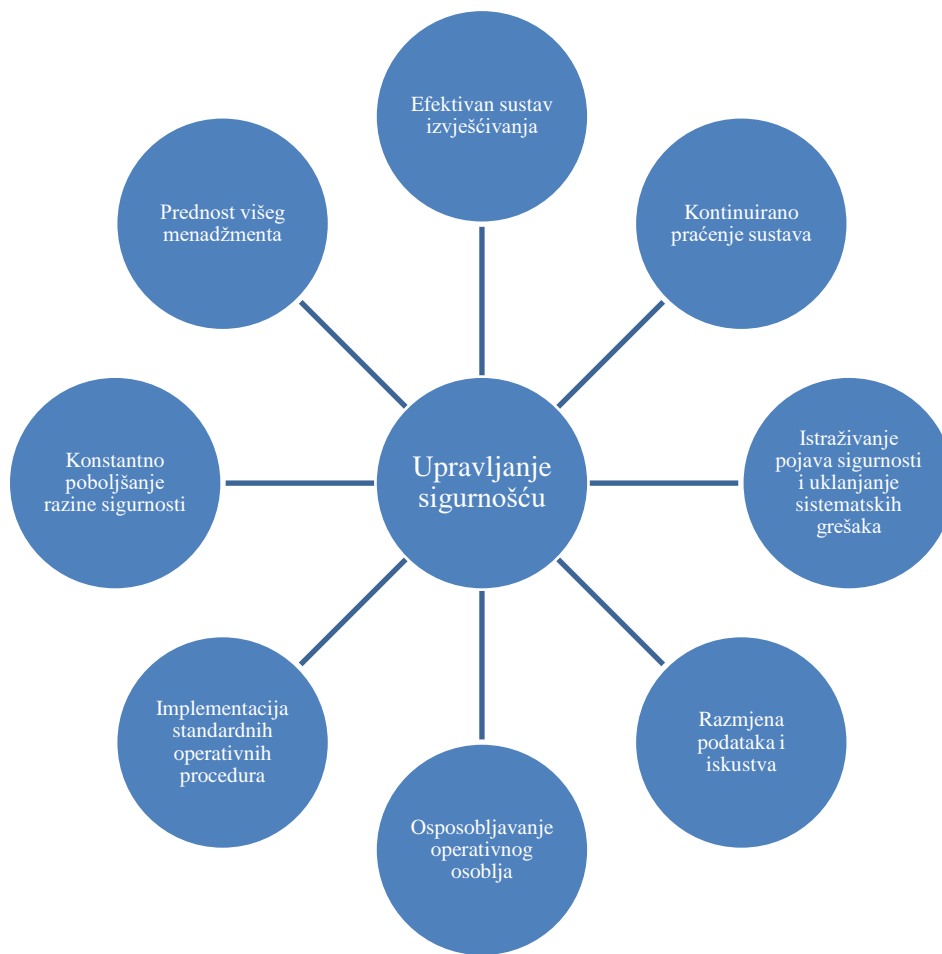 Efektivan sustav
izvješćivanja
Kontinuirano
praćenje sustava
Istraživanje
pojava sigurnosti
i uklanjanje
sistematskih
grešaka
Razmjena
podataka i
iskustva
Osposobljavanje
operativnog
osoblja
Implementacija
standardnih
operativnih
procedura
Konstantno
poboljšanje
razine sigurnosti
Prednost višeg
menadžmenta
Upravljanje
sigurnošću